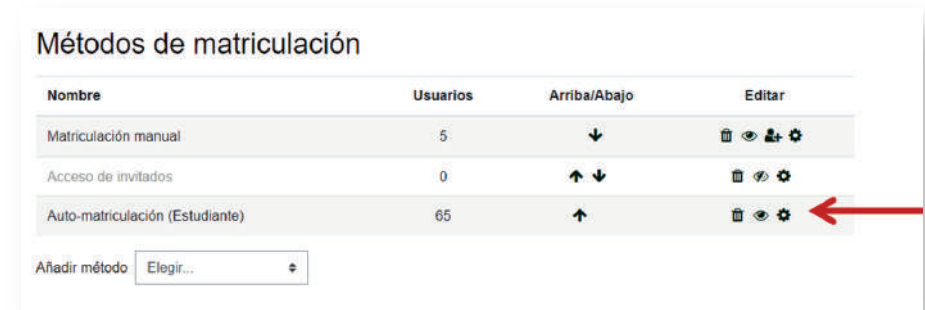 Métodos de matriculación
Nombre Usuarios Arriba/Abajo Editar
Matriculación manual 5
Acceso de invitados 0
Auto-matriculación (Estudiante) 65
Añadir método Elegir...